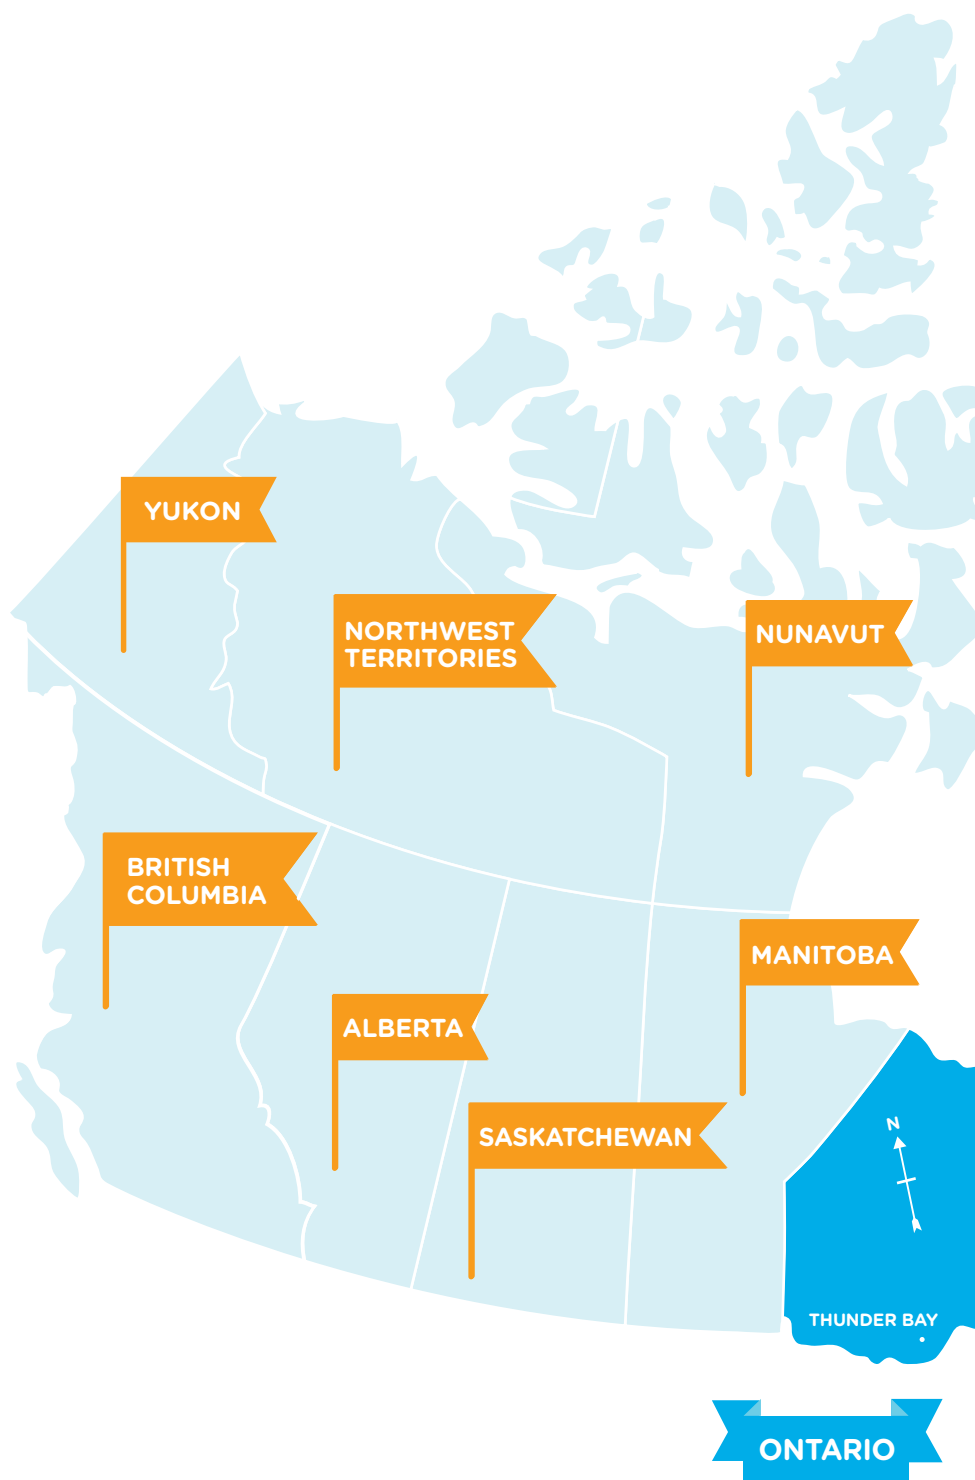 YUKON
NORTHWEST
TERRITORIES
NUNAVUT
BRITISH
COLUMBIA
MANITOBA
ALBERTA
SASKATCHEWAN
N
THUNDER BAY
ONTARIO